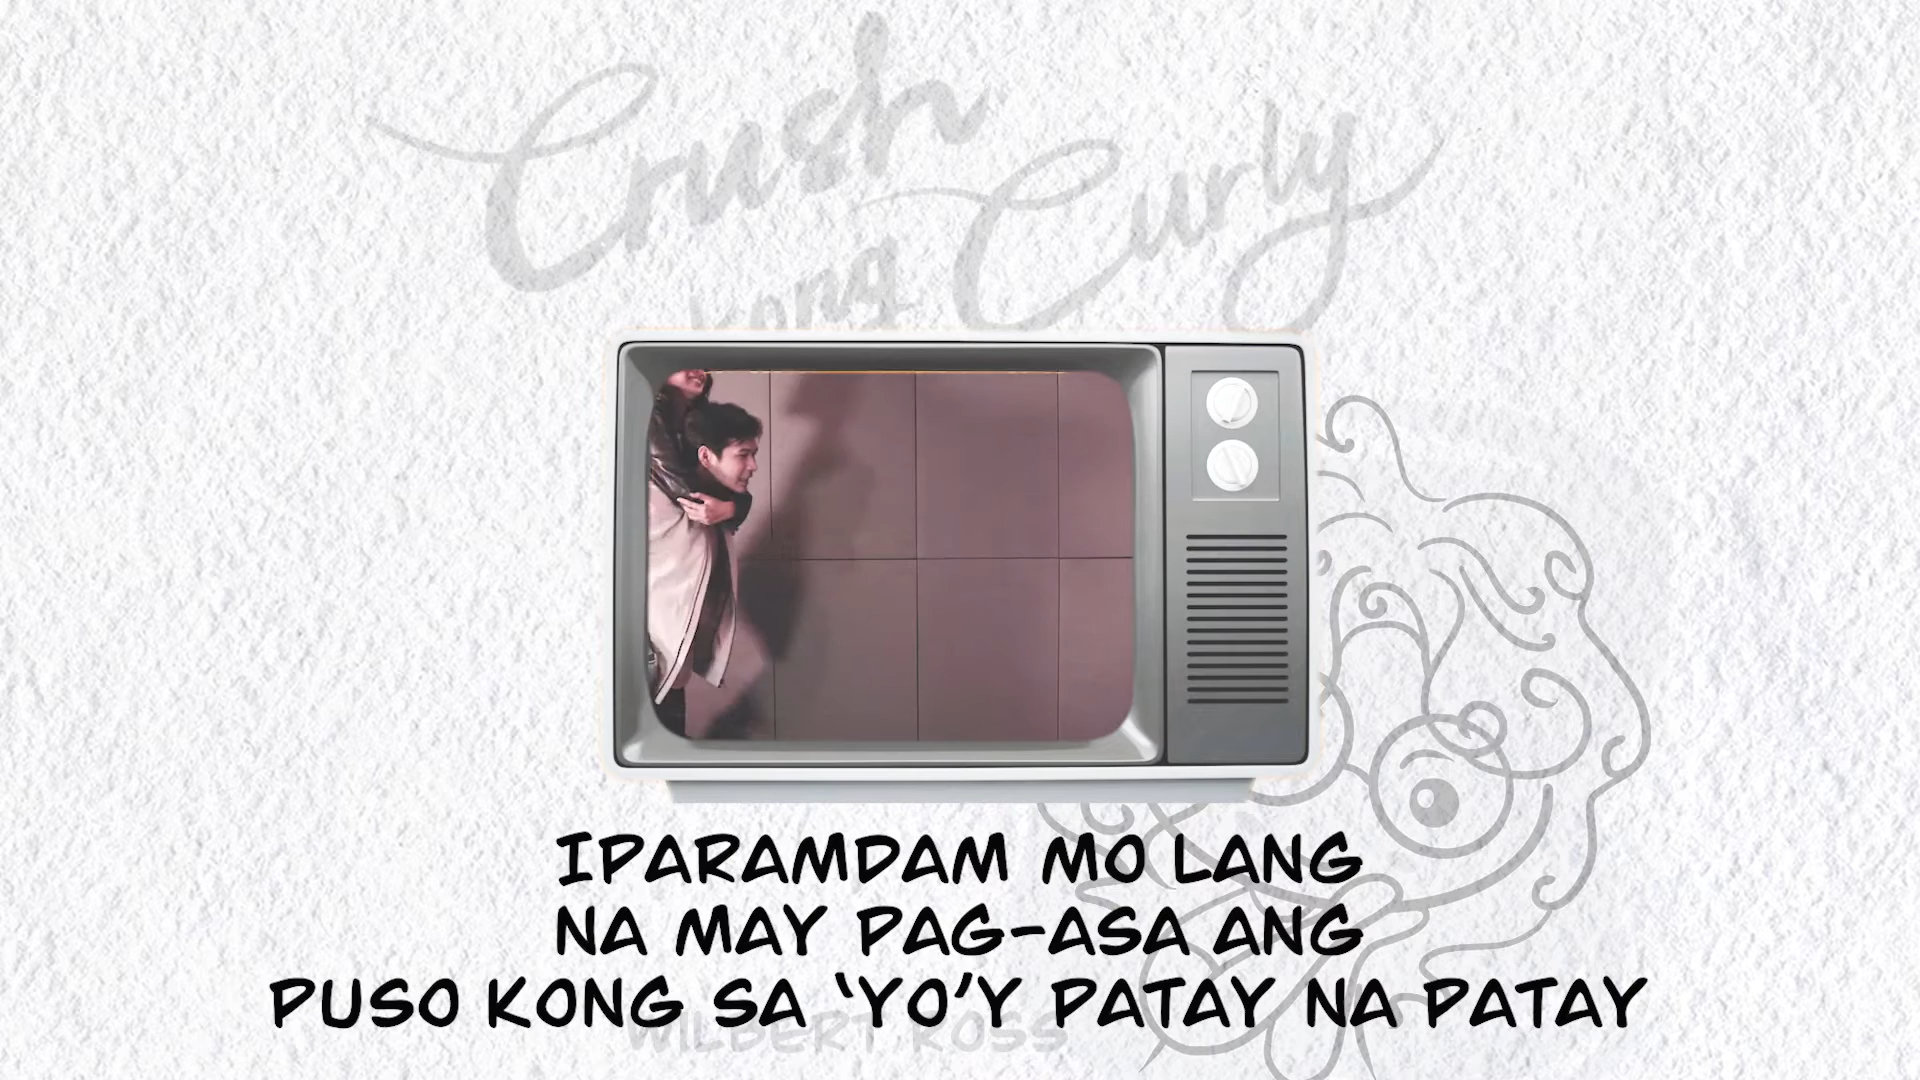 Crush
kong Curly
IPARAMDAM MO LANG
NA MAY PAG-ASA ANG
PUSO KONG SA ‘YO’Y PATAY NA PATAY
WILBERT ROSS